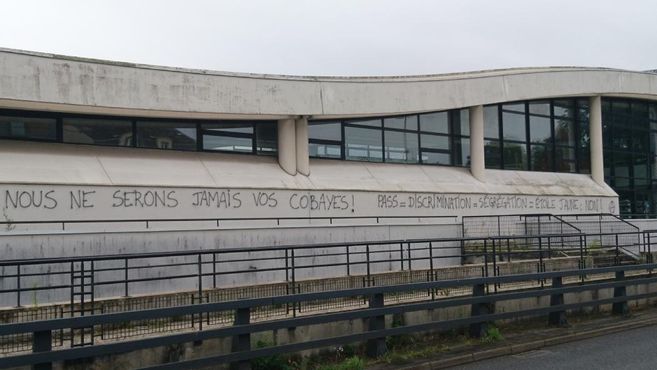 NOUS NE SERONS JAMAIS VOS COBAYES !
PASS = DISCRIMINATION = SÉGRÉGATION = ÉTOILE JAUNE : NON !